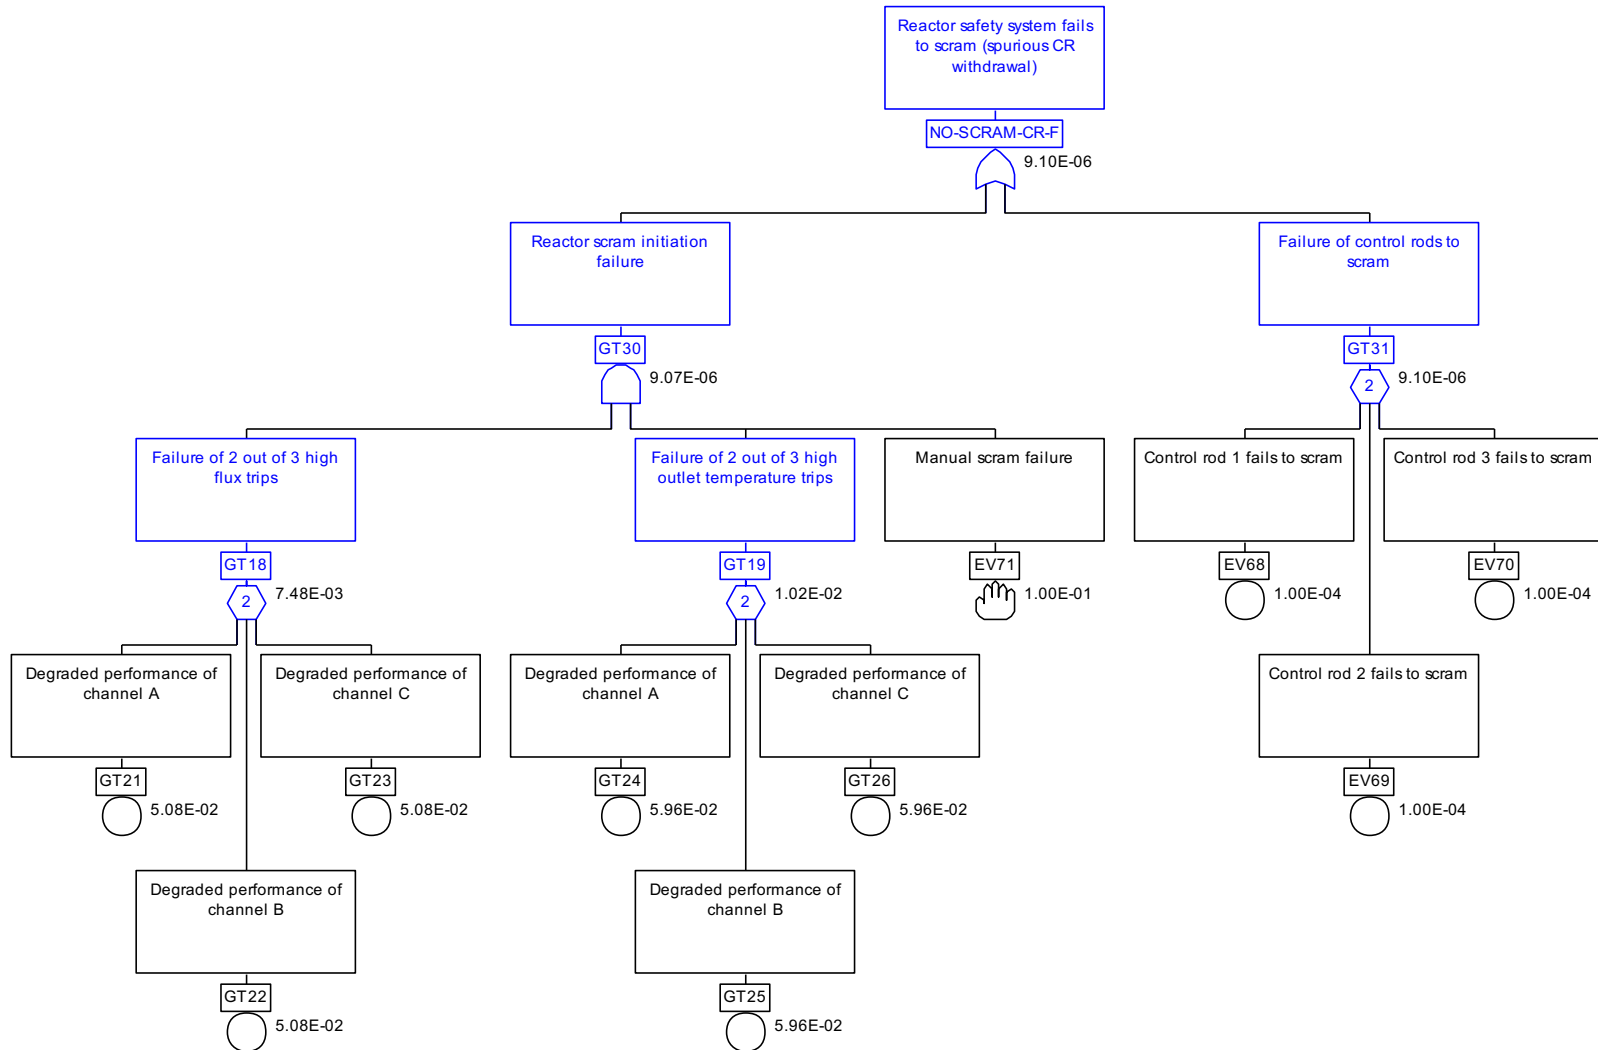 Reactor safety system fails
to scram (spurious CR
withdrawal)
NO-SCRAM-CR-F
9.10E-06
Reactor scram initiation
failure
GT30
9.07E-06
Failure of control rods to
scram
GT31
2
9.10E-06
Failure of 2 out of 3 high
flux trips
GT18
2
7.48E-03
Failure of 2 out of 3 high
outlet temperature trips
GT19
2
1.02E-02
Manual scram failure
EV71
1.00E-01
Control rod 1 fails to scram
EV68
1.00E-04
Control rod 3 fails to scram
EV70
1.00E-04
Degraded performance of
channel A
GT21
5.08E-02
Degraded performance of
channel C
GT23
5.08E-02
Degraded performance of
channel A
GT24
5.96E-02
Degraded performance of
channel C
GT26
5.96E-02
Control rod 2 fails to scram
EV69
1.00E-04
Degraded performance of
channel B
GT22
5.08E-02
Degraded performance of
channel B
GT25
5.96E-02